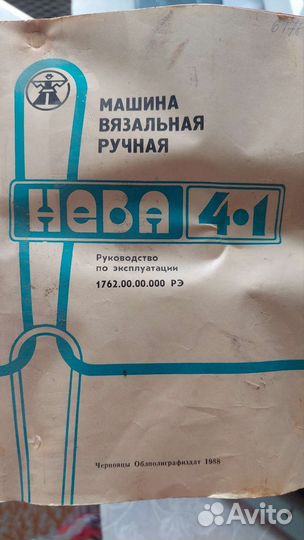 МАШИНА
ВЯЗАЛЬНАЯ
РУЧНАЯ
НЕВА 4·1
Руководство
по эксплуатации
1762.00.00.000 РЭ
Черновцы Облполиграфиздат 1988
Avito